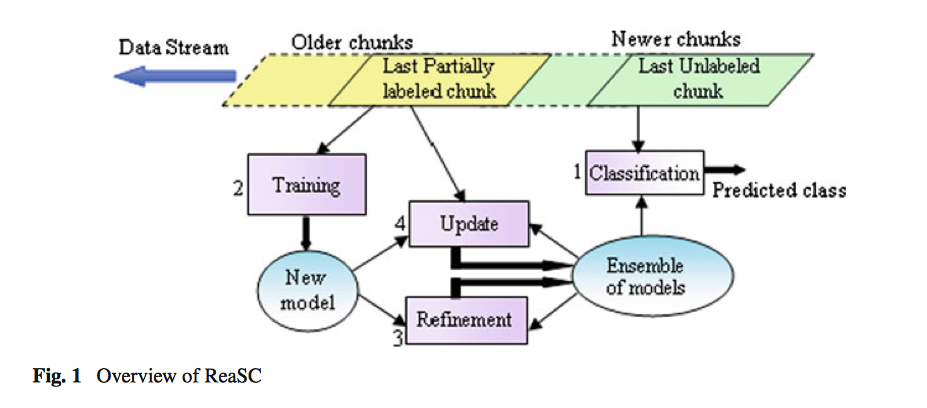 Data Stream
Older chunks
Newer chunks
Last Partially
labeled chunk
Last Unlabeled
chunk
2
Training
1
Classification
Predicted class
4
Update
New
model
Ensemble
of models
Refinement
3
Fig. 1 Overview of ReaSC